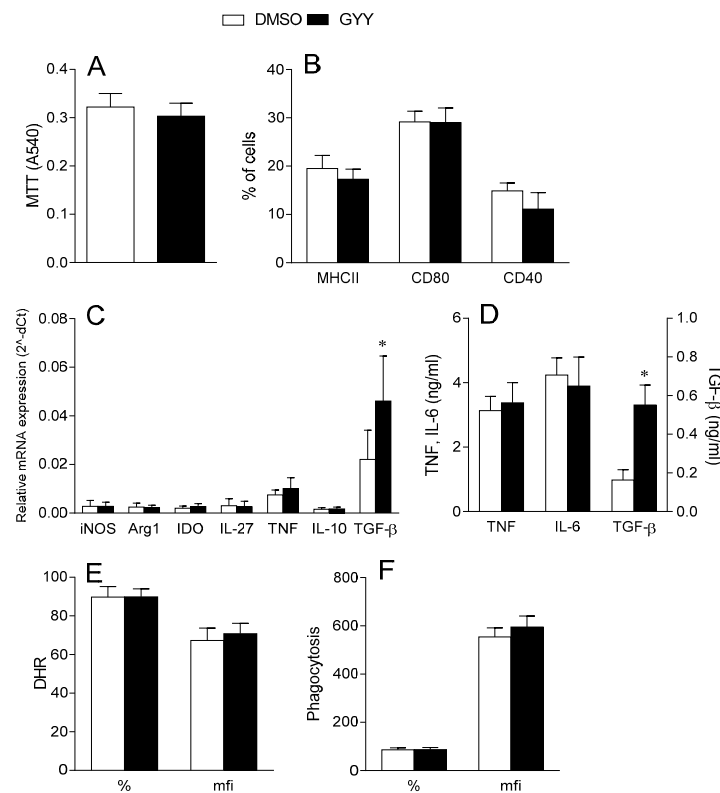 DMSO GYY
A
MTT (A540)
0.4
0.3
0.2
0.1
0.0
B
% of cells
40
30
20
10
0
MHCII CD80 CD40
C
Relative mRNA expression (2^-dCt)
0.08
0.06
0.04
0.02
0.00
*
iNOS Arg1 IDO IL-27 TNF IL-10 TGF-β
D
TNF, IL-6 (ng/ml)
6
4
2
0
*
1.0
0.8
0.6
0.4
0.2
0.0
TGF-β (ng/ml)
TNF IL-6 TGF-β
E
DHR
100
80
60
40
20
0
% mfi
F
Phagocytosis
800
600
400
200
0
% mfi